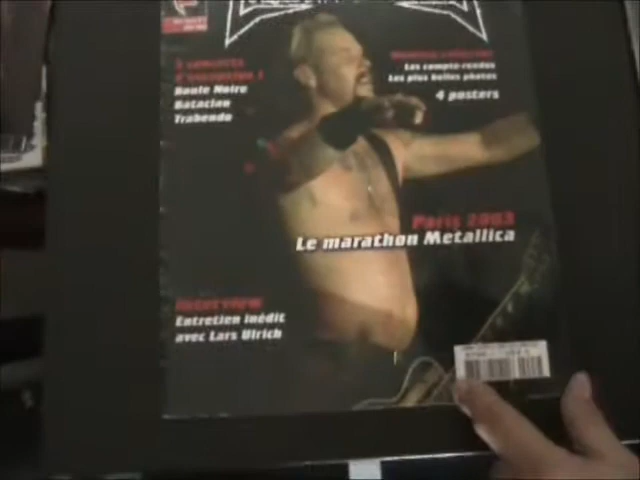 3 concerts
d'exception !
Boule Noire
Bataclan
Trabendo
Les compte-rendus
Les plus belles photos
4 posters
Paris 2003
Le marathon Metallica
Interview
Entretien inédit
avec Lars Ulrich